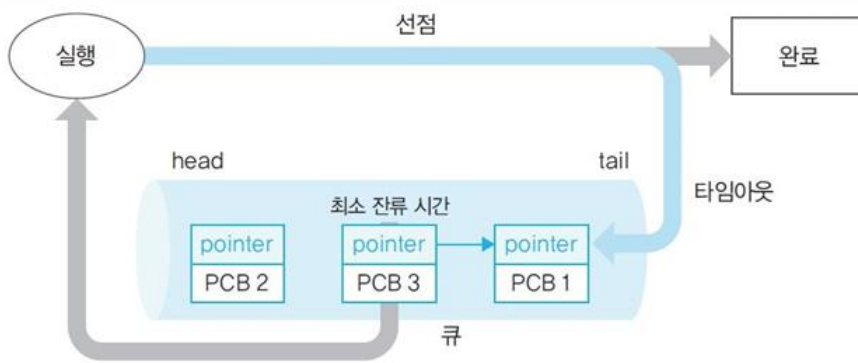 선점
실행
완료
head
tail
타임아웃
최소 잔류 시간
pointer
pointer
pointer
PCB 2
PCB 3
PCB 1
큐